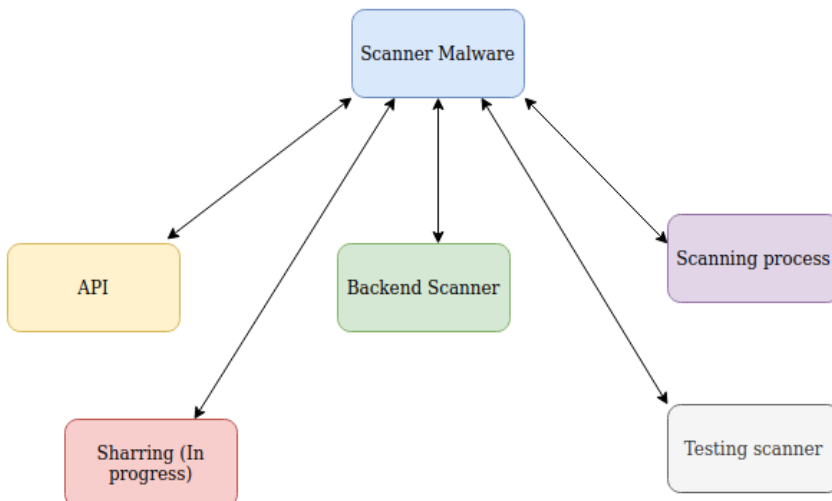 Scanner Malware
API
Backend Scanner
Scanning process
Sharring (In
progress)
Testing scanner